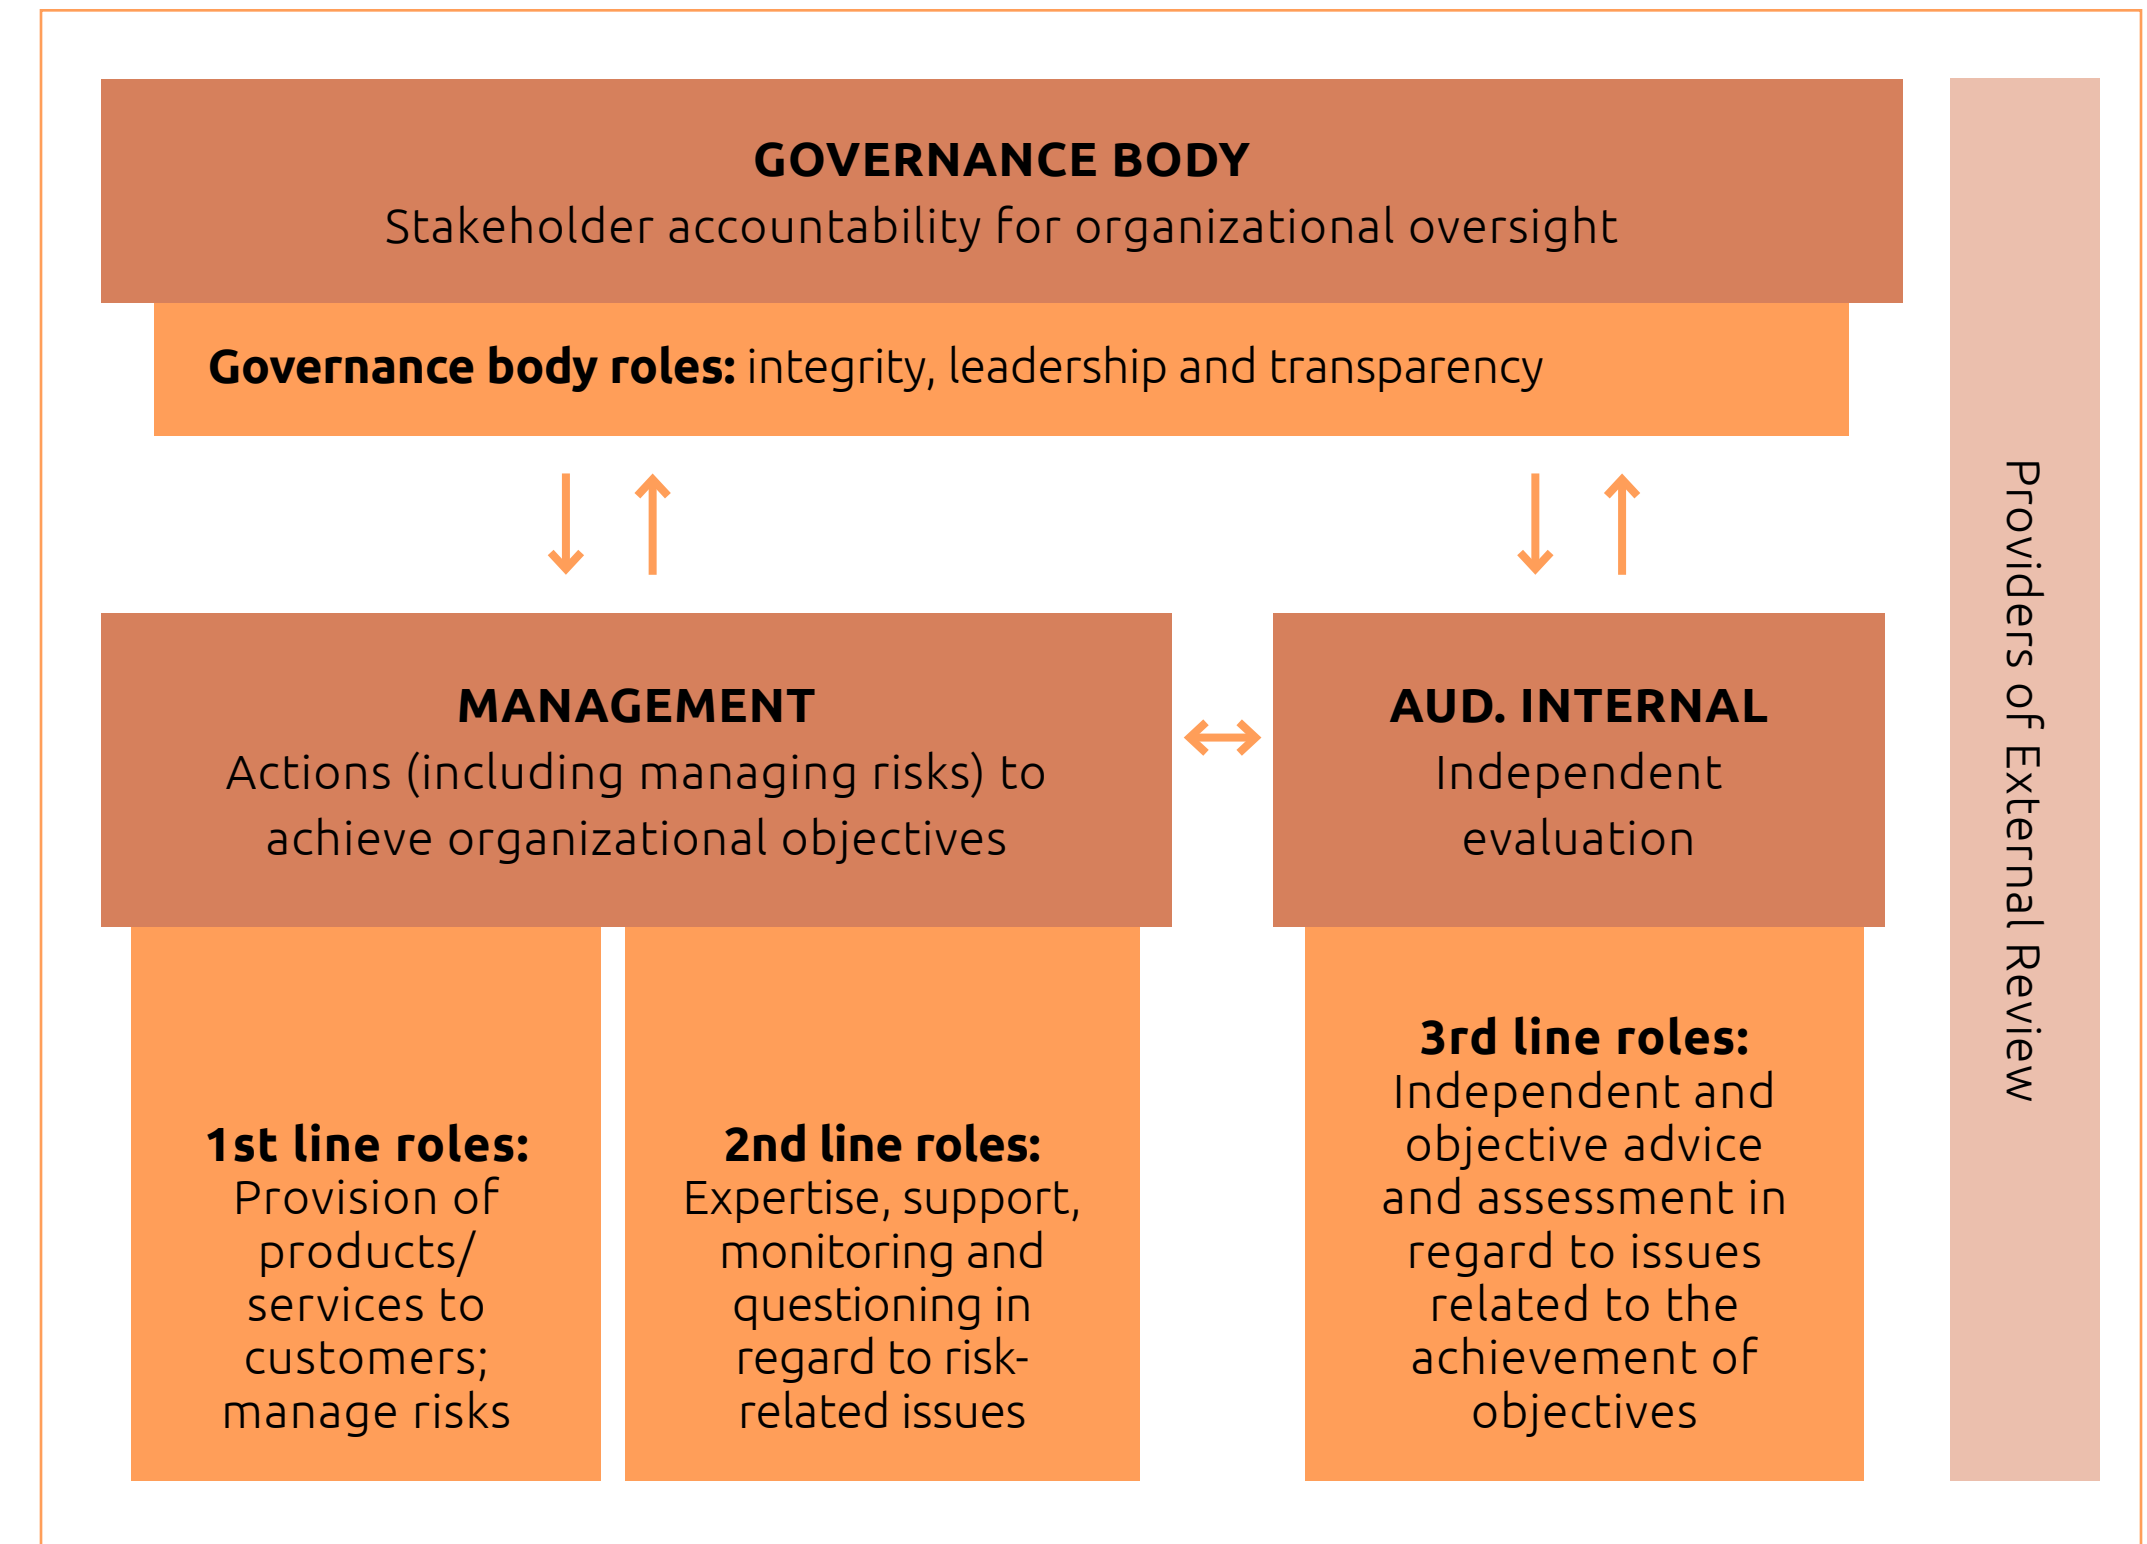 GOVERNANCE BODY
Stakeholder accountability for organizational oversight
Governance body roles: integrity, leadership and transparency
MANAGEMENT
Actions (including managing risks) to
achieve organizational objectives
AUD. INTERNAL
Independent
evaluation
1st line roles:
Provision of
products/
services to
customers;
manage risks
2nd line roles:
Expertise, support,
monitoring and
questioning in
regard to risk-
related issues
3rd line roles:
Independent and
objective advice
and assessment in
regard to issues
related to the
achievement of
objectives
Providers of External Review